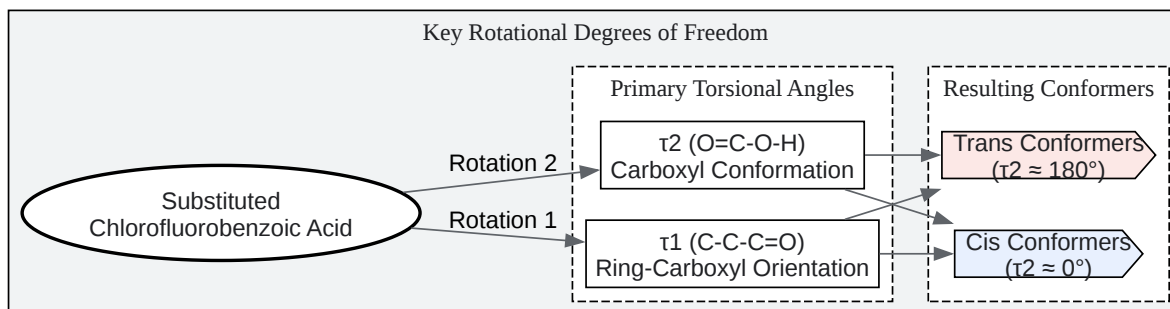 Key Rotational Degrees of Freedom
Primary Torsional Angles
Resulting Conformers
τ2 (O=C-O-H)
Carboxyl Conformation
Trans Conformers
(τ2 ≈ 180°)
Rotation 2
Substituted
Chlorofluorobenzoic Acid
Rotation 1
τ1 (C-C-C=O)
Ring-Carboxyl Orientation
Cis Conformers
(τ2 ≈ 0°)